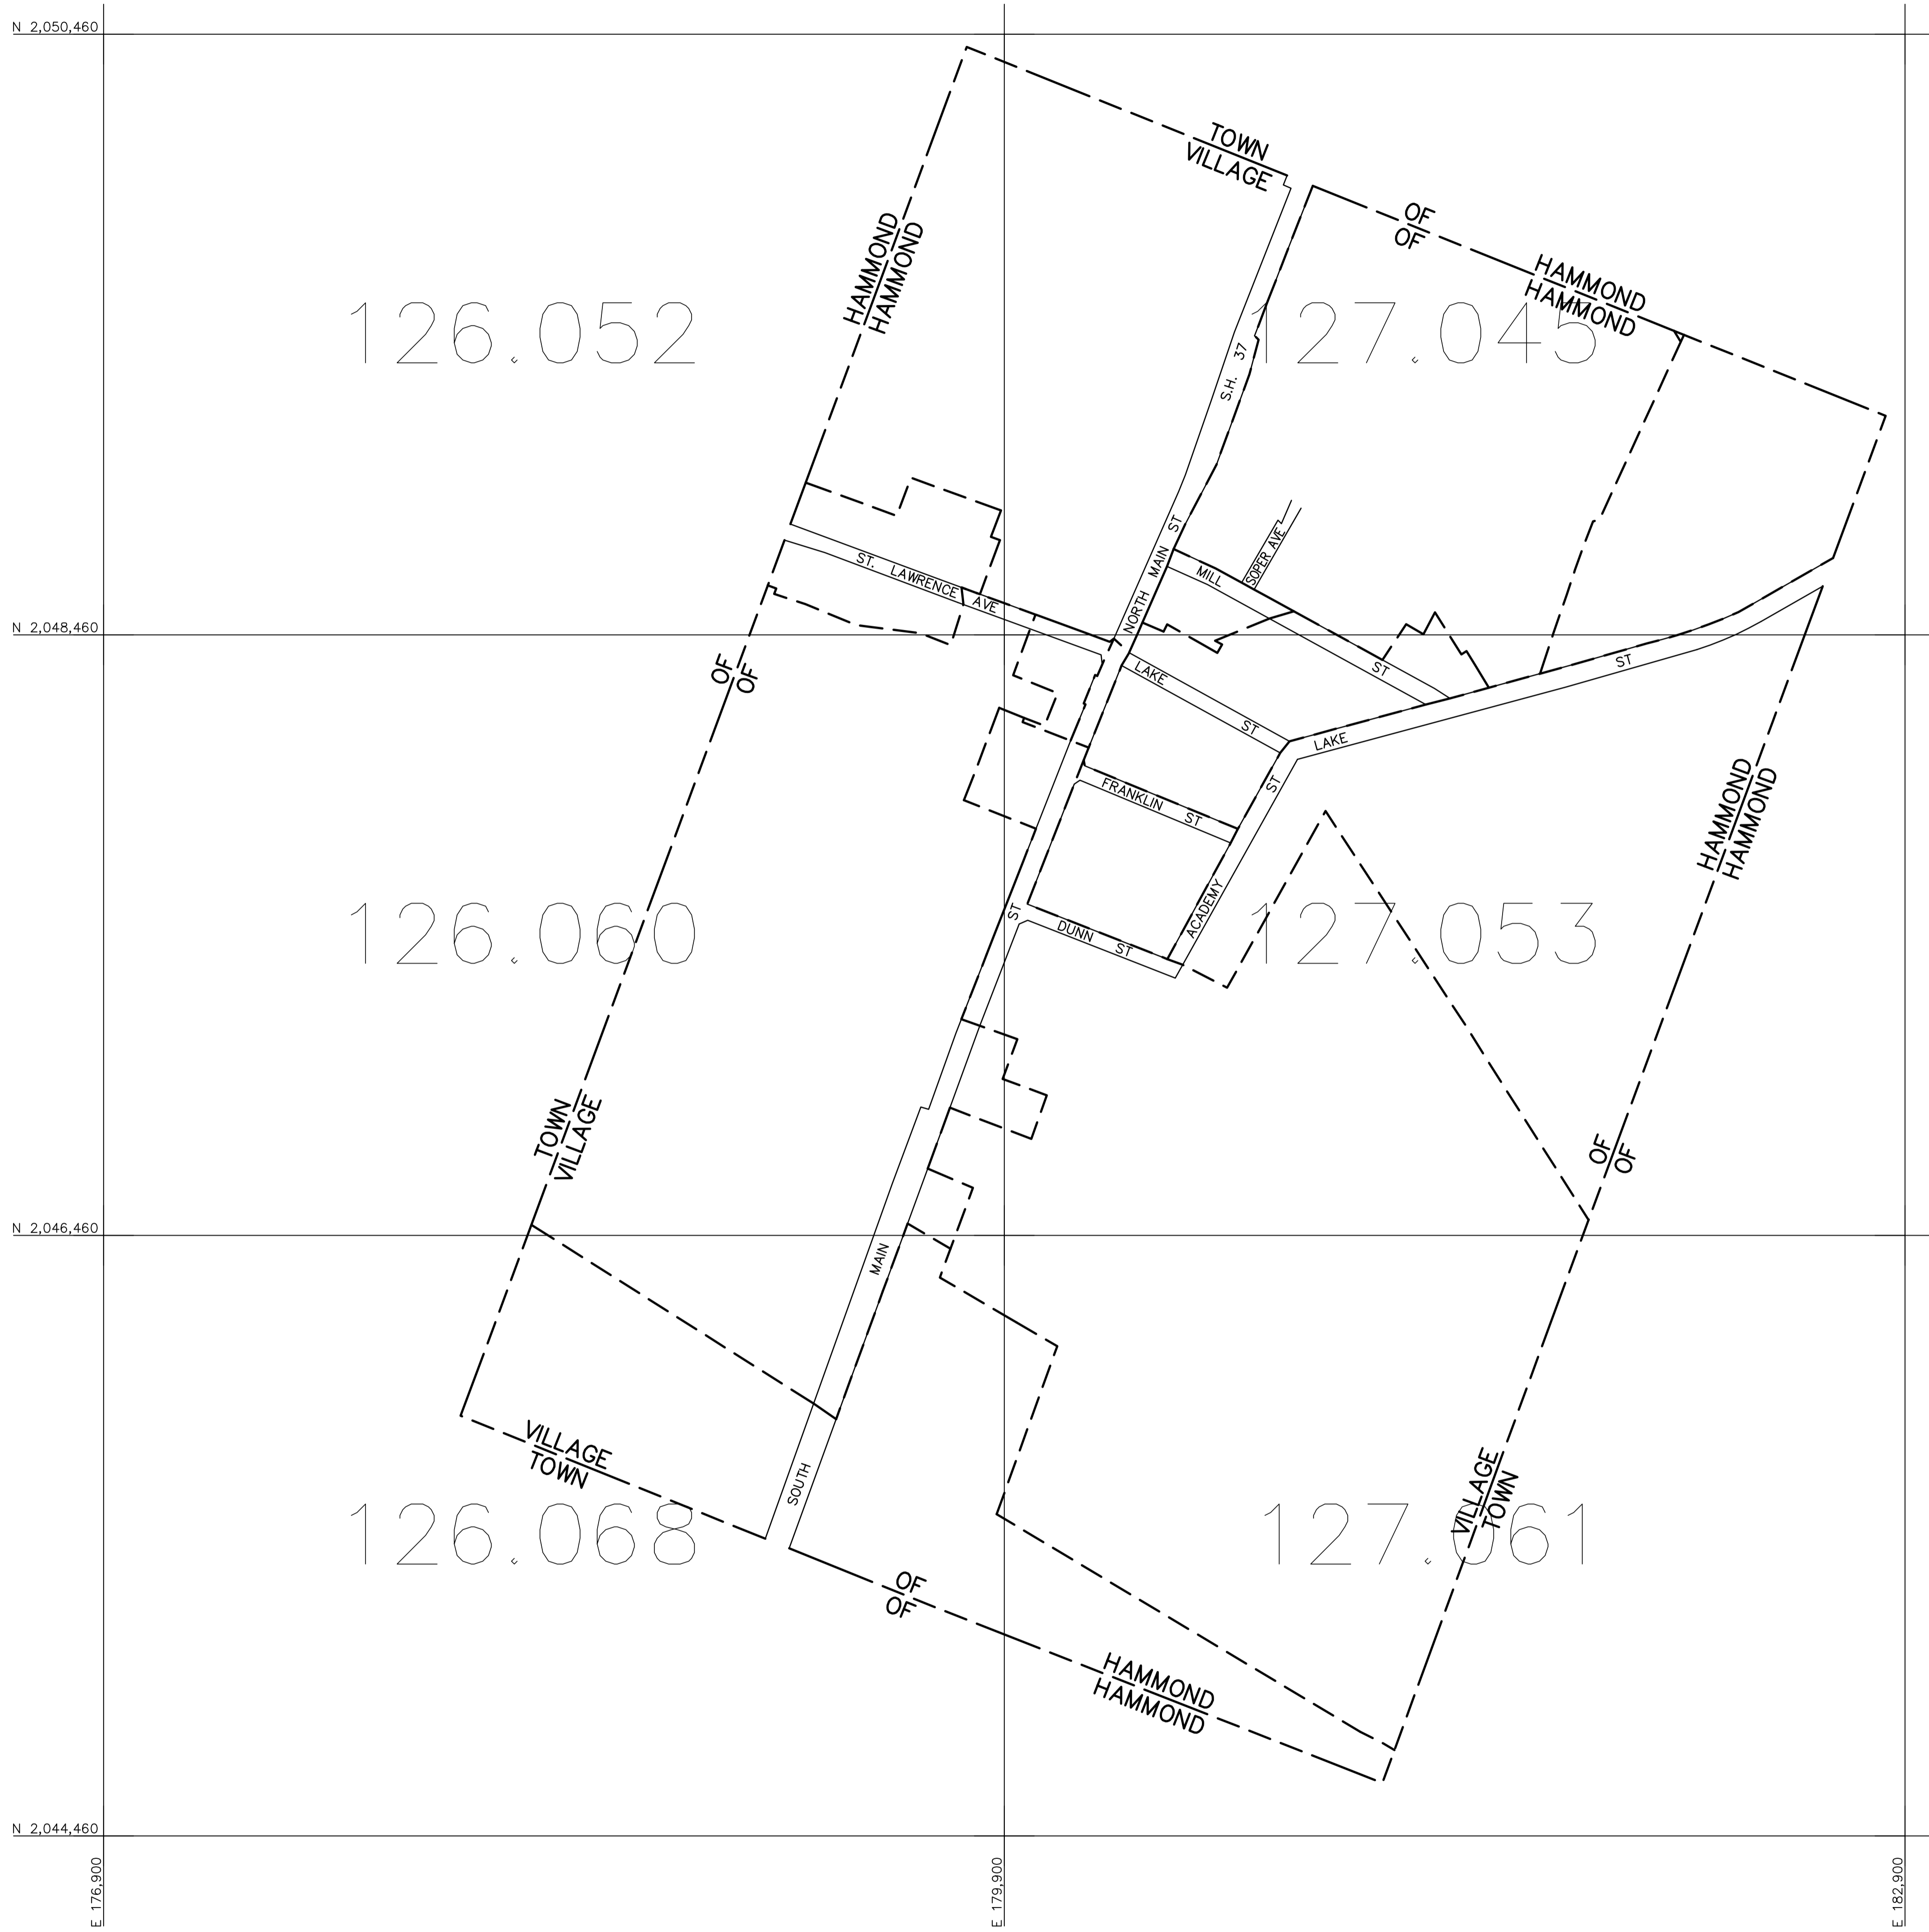 N 2,050,460
TOWN
VILLAGE
OF
OF
HAMMOND
HAMMOND
HAMMOND
HAMMOND
126.052
127.045
S.H. 37
NORTH MAIN ST
SOPER AVE
MILL ST
ST. LAWRENCE AVE
N 2,048,460
OF
OF
LAKE ST
LAKE ST
FRANKLIN ST
ACADEMY ST
DUNN ST
HAMMOND
HAMMOND
126.060
127.053
TOWN
VILLAGE
OF
OF
N 2,046,460
SOUTH MAIN ST
VILLAGE
TOWN
VILLAGE
TOWN
126.068
127.061
OF
OF
HAMMOND
HAMMOND
N 2,044,460
E 176,900
E 179,900
E 182,900